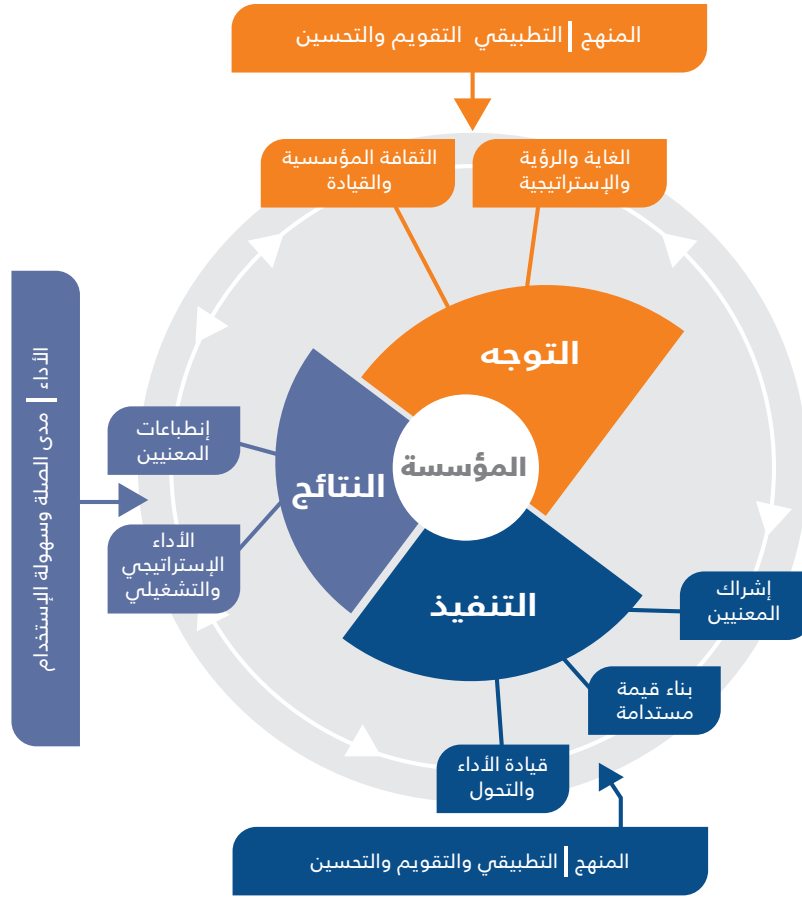 المنهج | التطبيقي التقويم والتحسين
الغاية والرؤية
والإستراتيجية
الثقافة المؤسسية
والقيادة
التوجه
المؤسسة
النتائج
التنفيذ
إنطباعات
المعنيين
الأداء
الإستراتيجي
والتشغيلي
الأداء | مدى الصلة وسهولة الإستخدام
إشراك
المعنيين
بناء قيمة
مستدامة
قيادة الأداء
والتحول
المنهج | التطبيقي والتقويم والتحسين